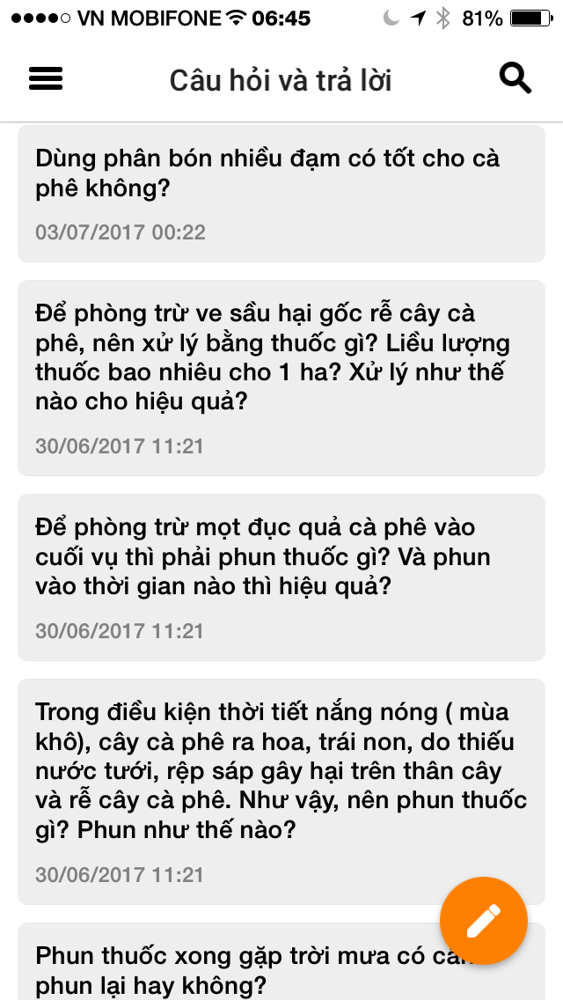 VN MOBIFONE 06:45 81%
Câu hỏi và trả lời
Dùng phân bón nhiều đạm có tốt cho cà
phê không?
03/07/2017 00:22
Để phòng trừ ve sầu hại gốc rễ cây cà
phê, nên xử lý bằng thuốc gì? Liều lượng
thuốc bao nhiêu cho 1 ha? Xử lý như thế
nào cho hiệu quả?
30/06/2017 11:21
Để phòng trừ mọt đục quả cà phê vào
cuối vụ thì phải phun thuốc gì? Và phun
vào thời gian nào thì hiệu quả?
30/06/2017 11:21
Trong điều kiện thời tiết nắng nóng ( mùa
khô), cây cà phê ra hoa, trái non, do thiếu
nước tưới, rệp sáp gây hại trên thân cây
và rễ cây cà phê. Như vậy, nên phun thuốc
gì? Phun như thế nào?
30/06/2017 11:21
Phun thuốc xong gặp trời mưa có
phun lại hay không?